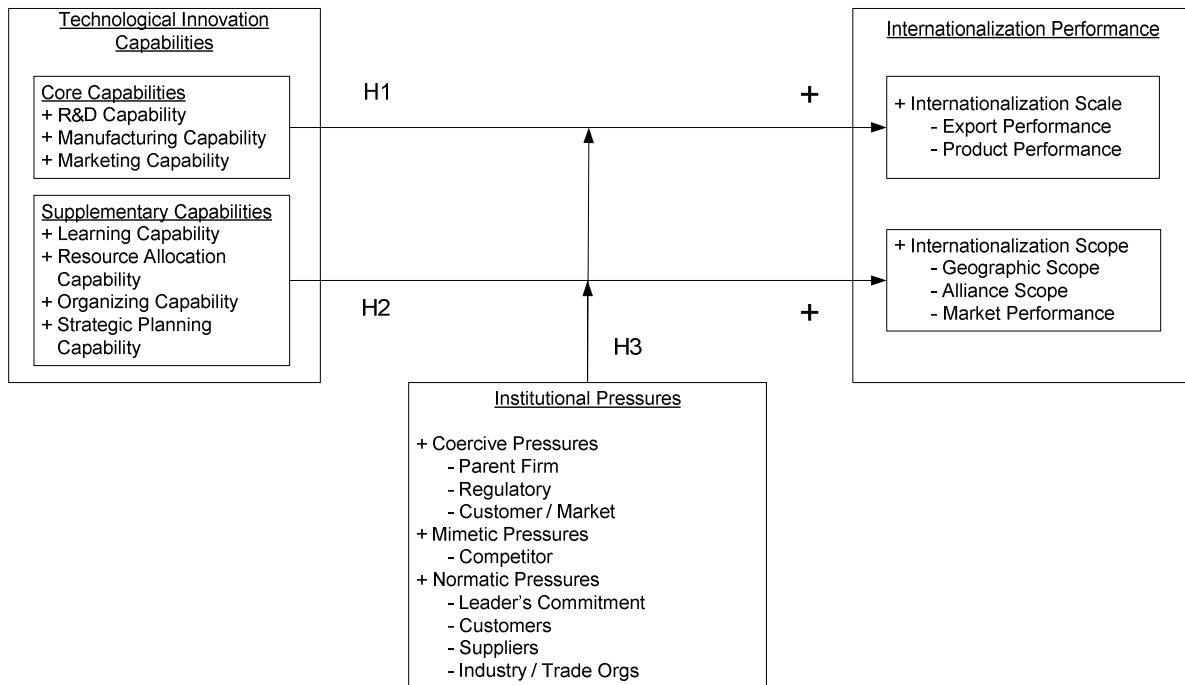 Technological Innovation
Capabilities
Core Capabilities
+ R&D Capability
+ Manufacturing Capability
+ Marketing Capability
Supplementary Capabilities
+ Learning Capability
+ Resource Allocation
Capability
+ Organizing Capability
+ Strategic Planning
Capability
H1
+
H2
+
H3
Internationalization Performance
+ Internationalization Scale
- Export Performance
- Product Performance
+ Internationalization Scope
- Geographic Scope
- Alliance Scope
- Market Performance
Institutional Pressures
+ Coercive Pressures
- Parent Firm
- Regulatory
- Customer / Market
+ Mimetic Pressures
- Competitor
+ Normatic Pressures
- Leader's Commitment
- Customers
- Suppliers
- Industry / Trade Orgs